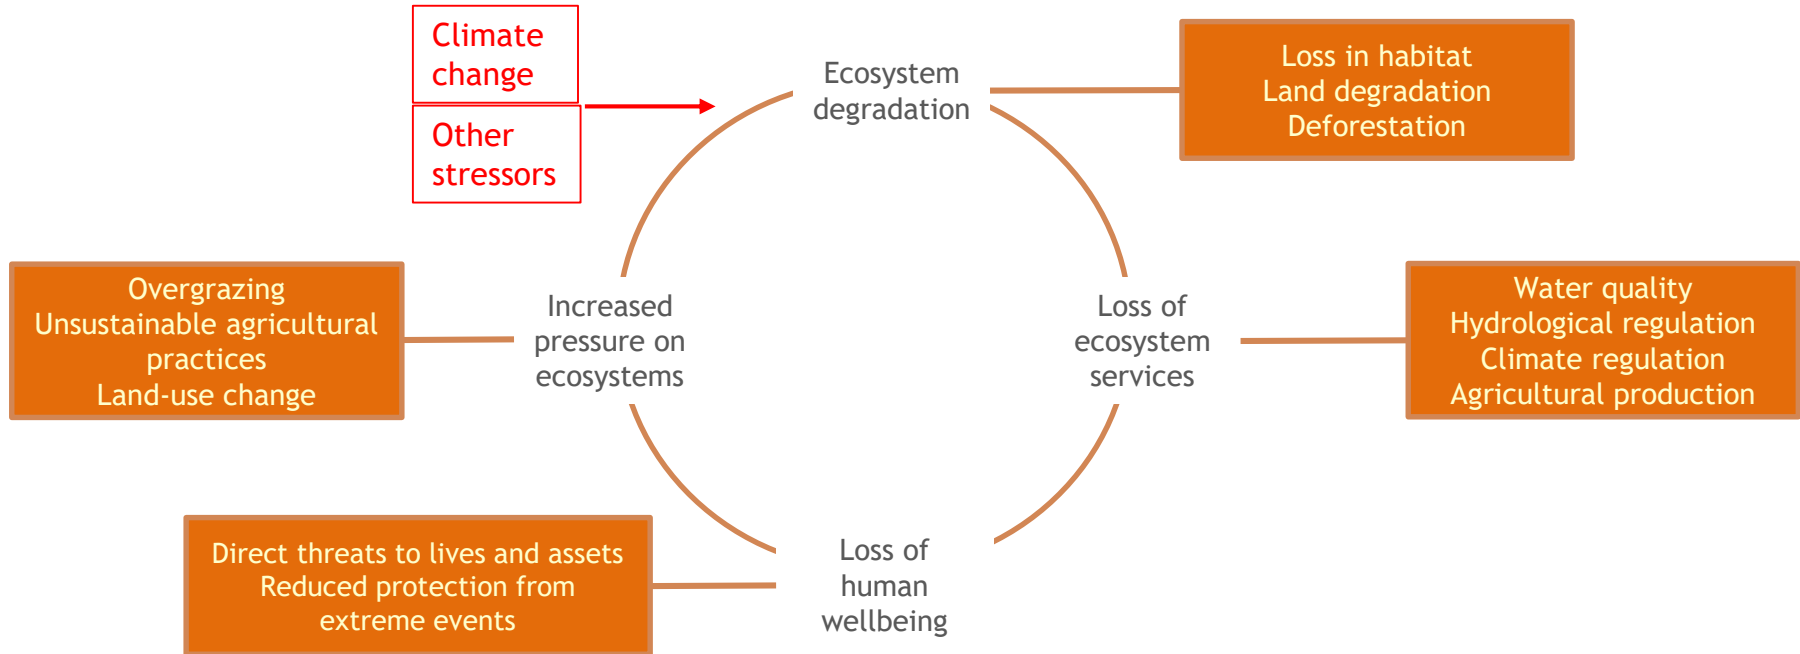 Climate
change
Other
stressors
Ecosystem
degradation
Loss in habitat
Land degradation
Deforestation
Overgrazing
Unsustainable agricultural
practices
Land-use change
Increased
pressure on
ecosystems
Loss of
ecosystem
services
Water quality
Hydrological regulation
Climate regulation
Agricultural production
Direct threats to lives and assets
Reduced protection from
extreme events
Loss of
human
wellbeing